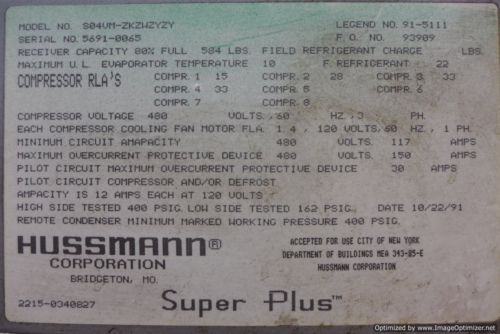 MODEL NO. S04VM-ZKZWZYZY LEGEND NO. 91-5111
SERIAL NO. 5691-0065 F. O. NO. 93909
RECEIVER CAPACITY 80% FULL 584 LBS. FIELD REFRIGERANT CHARGE LBS.
MAXIMUM U.L. EVAPORATOR TEMPERATURE 10 F. REFRIGERANT 22
COMPRESSOR RLA'S COMPR. 1 15 COMPR. 2 28 COMPR. 3 33
COMPR. 4 33 COMPR. 5 COMPR. 6
COMPR. 7 COMPR. 8
COMPRESSOR VOLTAGE 480 VOLTS, 60 HZ, 3 PH.
EACH COMPRESSOR COOLING FAN MOTOR FLA 1.4, 120 VOLTS, 60 HZ, 1 PH.
MINIMUM CIRCUIT AMAPACITY 480 VOLTS 117 AMPS
MAXIMUM OVERCURRENT PROTECTIVE DEVICE 480 VOLTS 150 AMPS
PILOT CIRCUIT MAXIMUM OVERCURRENT PROTECTIVE DEVICE 30 AMPS
PILOT CIRCUIT COMPRESSOR AND/OR DEFROST
AMPACITY IS 12 AMPS EACH AT 120 VOLTS
HIGH SIDE TESTED 400 PSIG. LOW SIDE TESTED 162 PSIG. DATE 10/22/91
REMOTE CONDENSER MINIMUM MARKED WORKING PRESSURE 400 PSIG.
HUSSMANN®
CORPORATION
BRIDGETON, MO.
ACCEPTED FOR USE CITY OF NEW YORK
DEPARTMENT OF BUILDINGS MEA 343-85-E
HUSSMANN CORPORATION
2215-0340827
Super Plus™
Optimized by www.ImageOptimizer.net